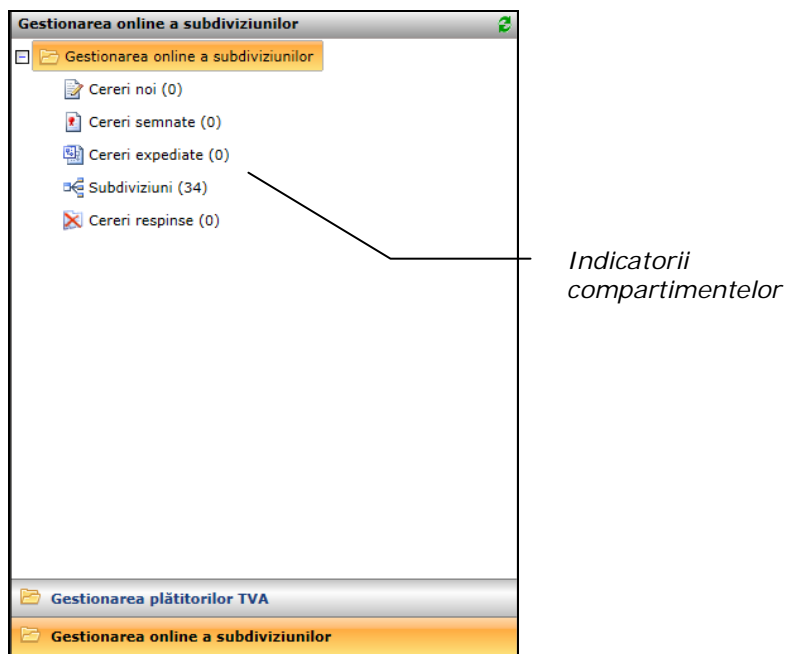 Gestionarea online a subdiviziunilor
Gestionarea online a subdiviziunilor
Cereri noi (0)
Cereri semnate (0)
Cereri expediate (0)
Subdiviziuni (34)
Cereri respinse (0)
Indicatorii
compartimentelor
Gestionarea plătitorilor TVA
Gestionarea online a subdiviziunilor